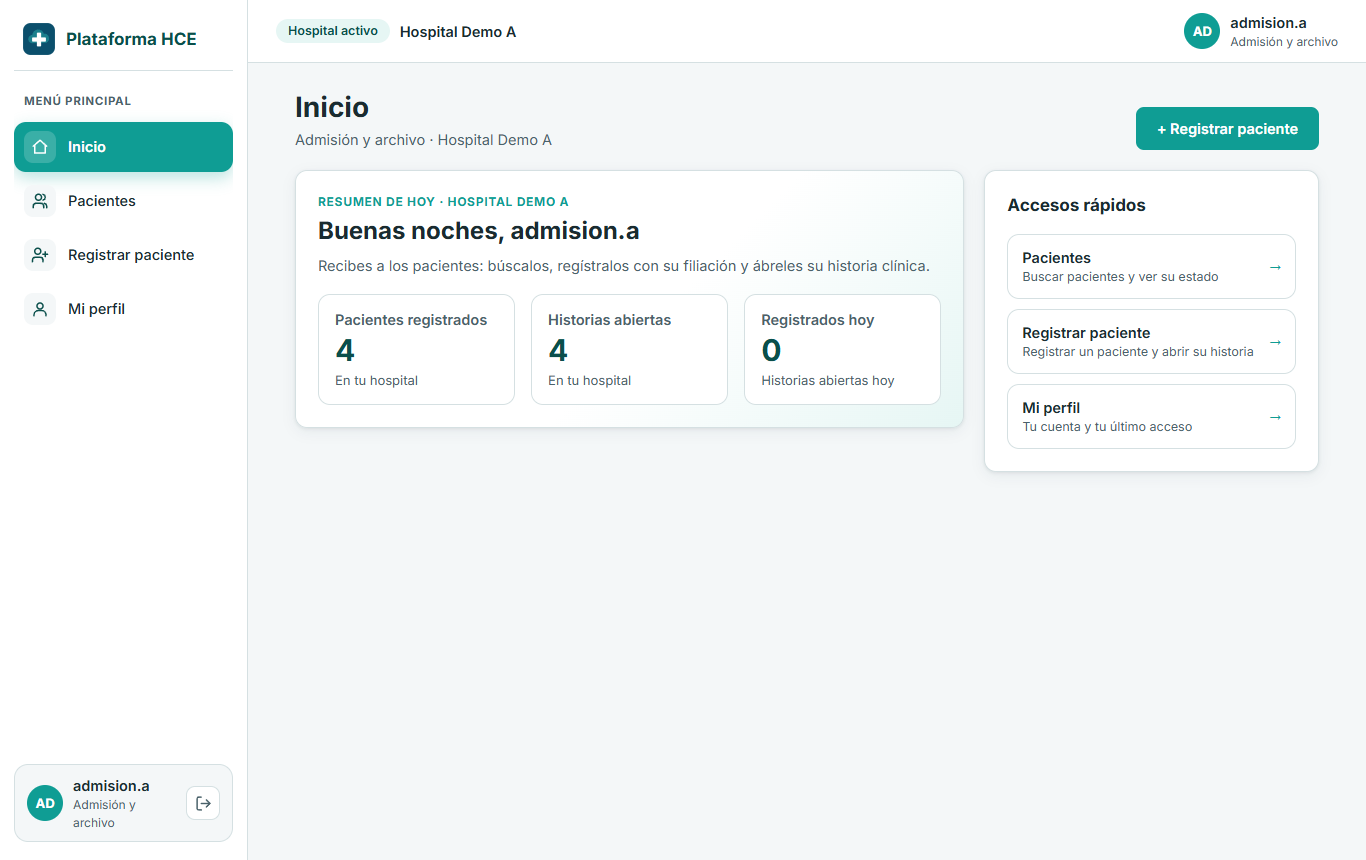 Plataforma HCE
MENÚ PRINCIPAL
Inicio
Pacientes
Registrar paciente
Mi perfil
AD
admision.a
Admisión y
archivo
Hospital activo
Hospital Demo A
AD
admision.a
Admisión y archivo
Inicio
Admisión y archivo · Hospital Demo A
+ Registrar paciente
RESUMEN DE HOY · HOSPITAL DEMO A
Buenas noches, admision.a
Recibes a los pacientes: búscalos, regístralos con su filiación y ábreles su historia clínica.
Pacientes registrados
4
En tu hospital
Historias abiertas
4
En tu hospital
Registrados hoy
0
Historias abiertas hoy
Accesos rápidos
Pacientes
Buscar pacientes y ver su estado
→
Registrar paciente
Registrar un paciente y abrir su historia
→
Mi perfil
Tu cuenta y tu último acceso
→